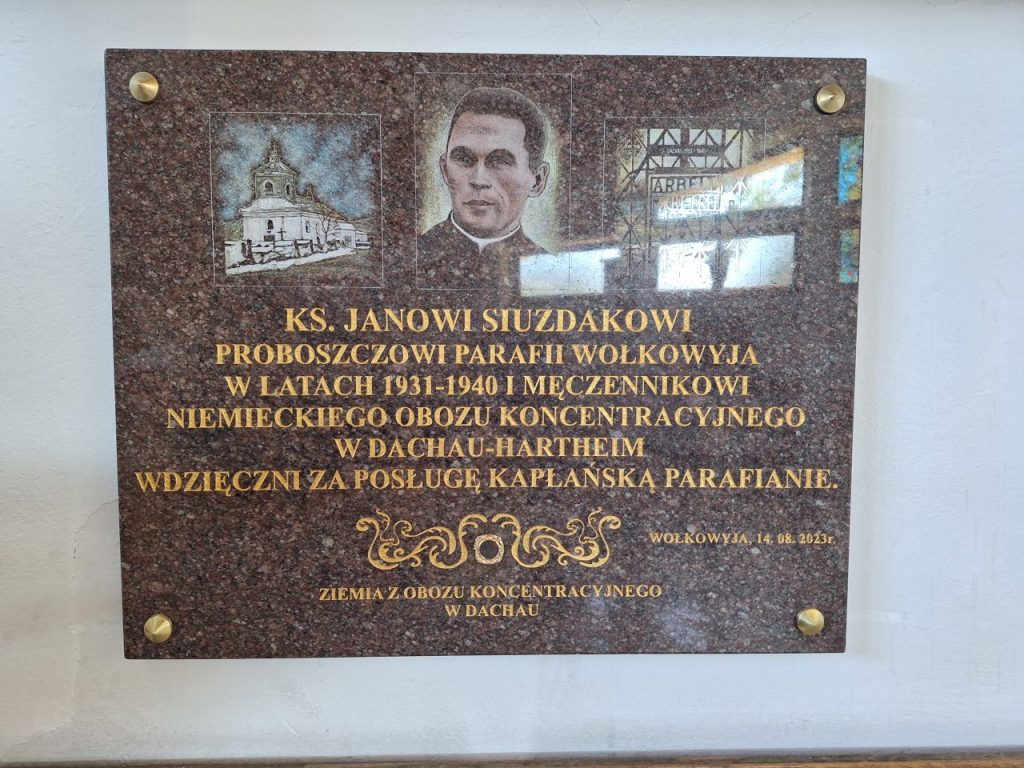 ARBEIT
KS. JANOWI SIUZDAKOWI
PROBOSZCZOWI PARAFII WOŁKOWYJA
W LATACH 1931-1940 I MĘCZENNIKOWI
NIEMIECKIEGO OBOZU KONCENTRACYJNEGO
W DACHAU-HARTHEIM
WDZIĘCZNI ZA POSŁUGĘ KAPŁAŃSKĄ PARAFIANIE.
WOŁKOWYJA, 14. 08. 2023r.
ZIEMIA Z OBOZU KONCENTRACYJNEGO
W DACHAU